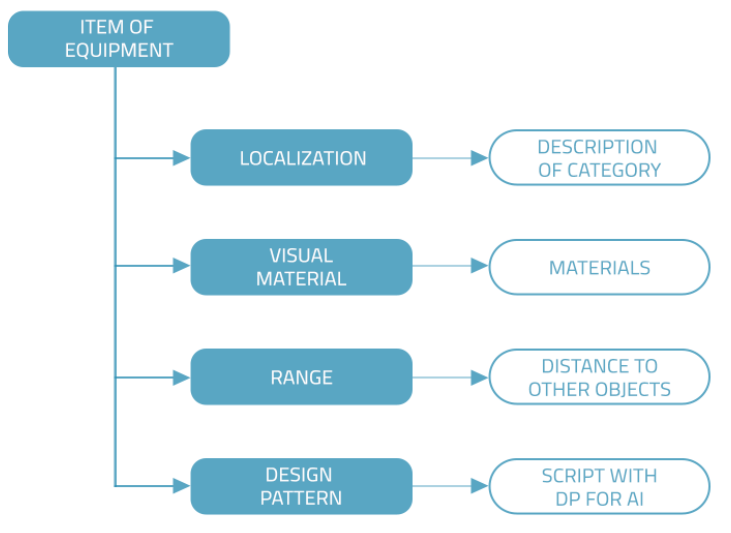 ITEM OF
EQUIPMENT
LOCALIZATION
DESCRIPTION
OF CATEGORY
VISUAL
MATERIAL
MATERIALS
RANGE
DISTANCE TO
OTHER OBJECTS
DESIGN
PATTERN
SCRIPT WITH
DP FOR AI